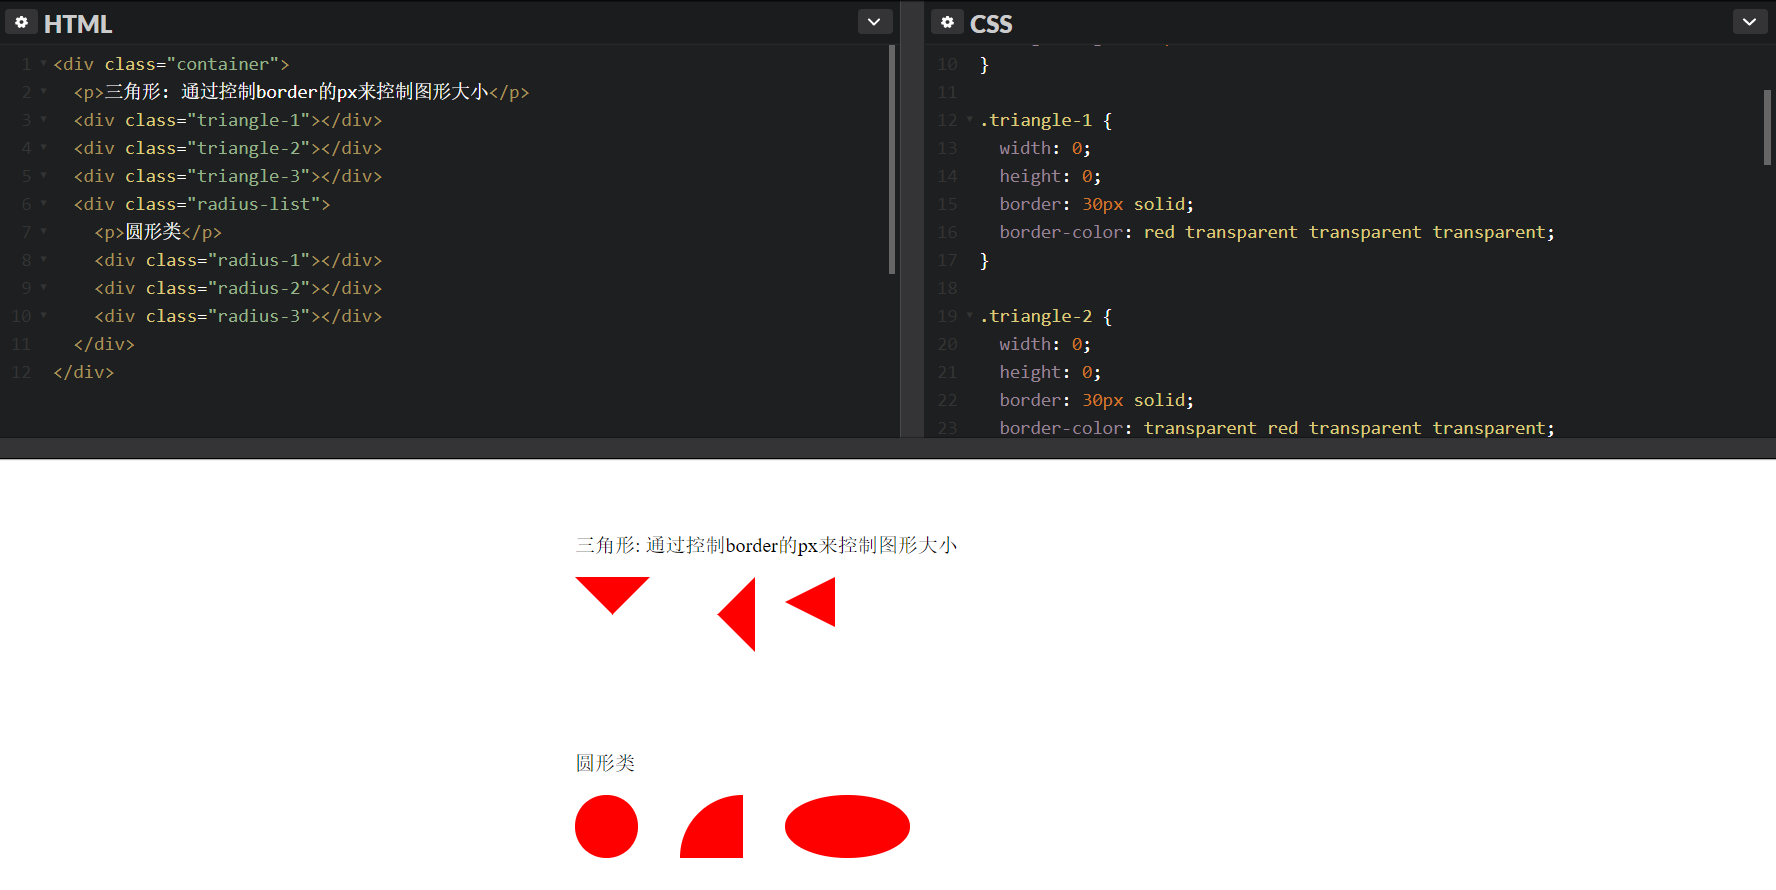 HTML
1 <div class="container">
2 <p>三角形: 通过控制border的px来控制图形大小</p>
3 <div class="triangle-1"></div>
4 <div class="triangle-2"></div>
5 <div class="triangle-3"></div>
6 <div class="radius-list">
7 <p>圆形类</p>
8 <div class="radius-1"></div>
9 <div class="radius-2"></div>
10 <div class="radius-3"></div>
11 </div>
12 </div>
CSS
10 }
11
12 .triangle-1 {
13 width: 0;
14 height: 0;
15 border: 30px solid;
16 border-color: red transparent transparent transparent;
17 }
18
19 .triangle-2 {
20 width: 0;
21 height: 0;
22 border: 30px solid;
23 border-color: transparent red transparent transparent;
三角形: 通过控制border的px来控制图形大小
圆形类